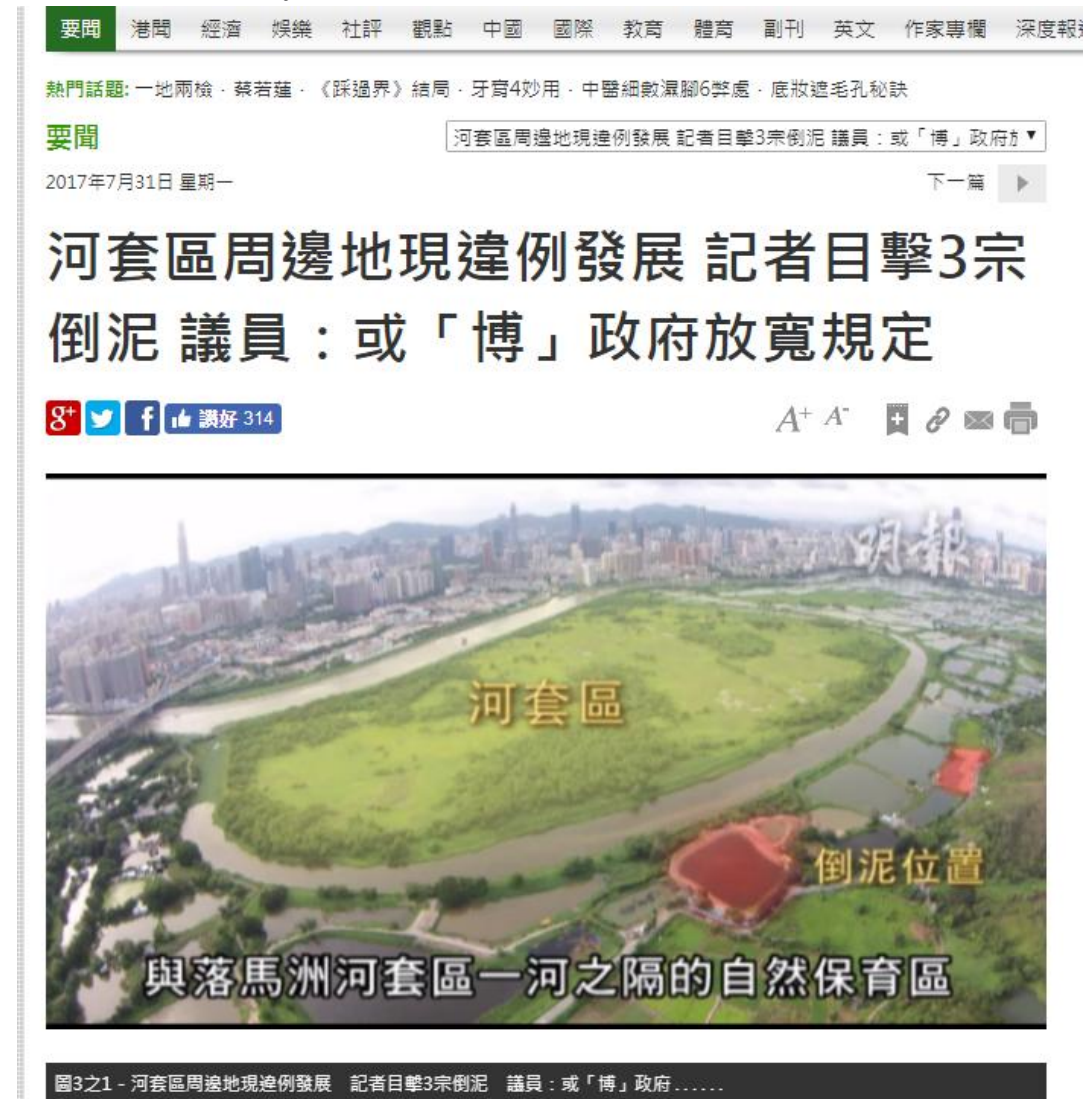 要聞 港聞 經濟 娛樂 社評 觀點 中國 國際 教育 體育 副刊 英文 作家專欄 深度報
熱門話題: 一地兩檢 · 蔡若蓮 · 《踩過界》結局 · 牙膏4妙用 · 中醫細數濕腳6弊處 · 底妝遮毛孔秘訣
要聞
河套區周邊地現違例發展 記者目擊3宗倒泥 議員：或「博」政府放 ▼
2017年7月31日 星期一
下一篇
河套區周邊地現違例發展 記者目擊3宗
倒泥 議員：或「博」政府放寬規定
g+ f 讚好 314
A+ A-
明報
河套區
倒泥位置
與落馬洲河套區一河之隔的自然保育區
圖3之1 - 河套區周邊地現違例發展　記者目擊3宗倒泥　議員：或「博」政府......